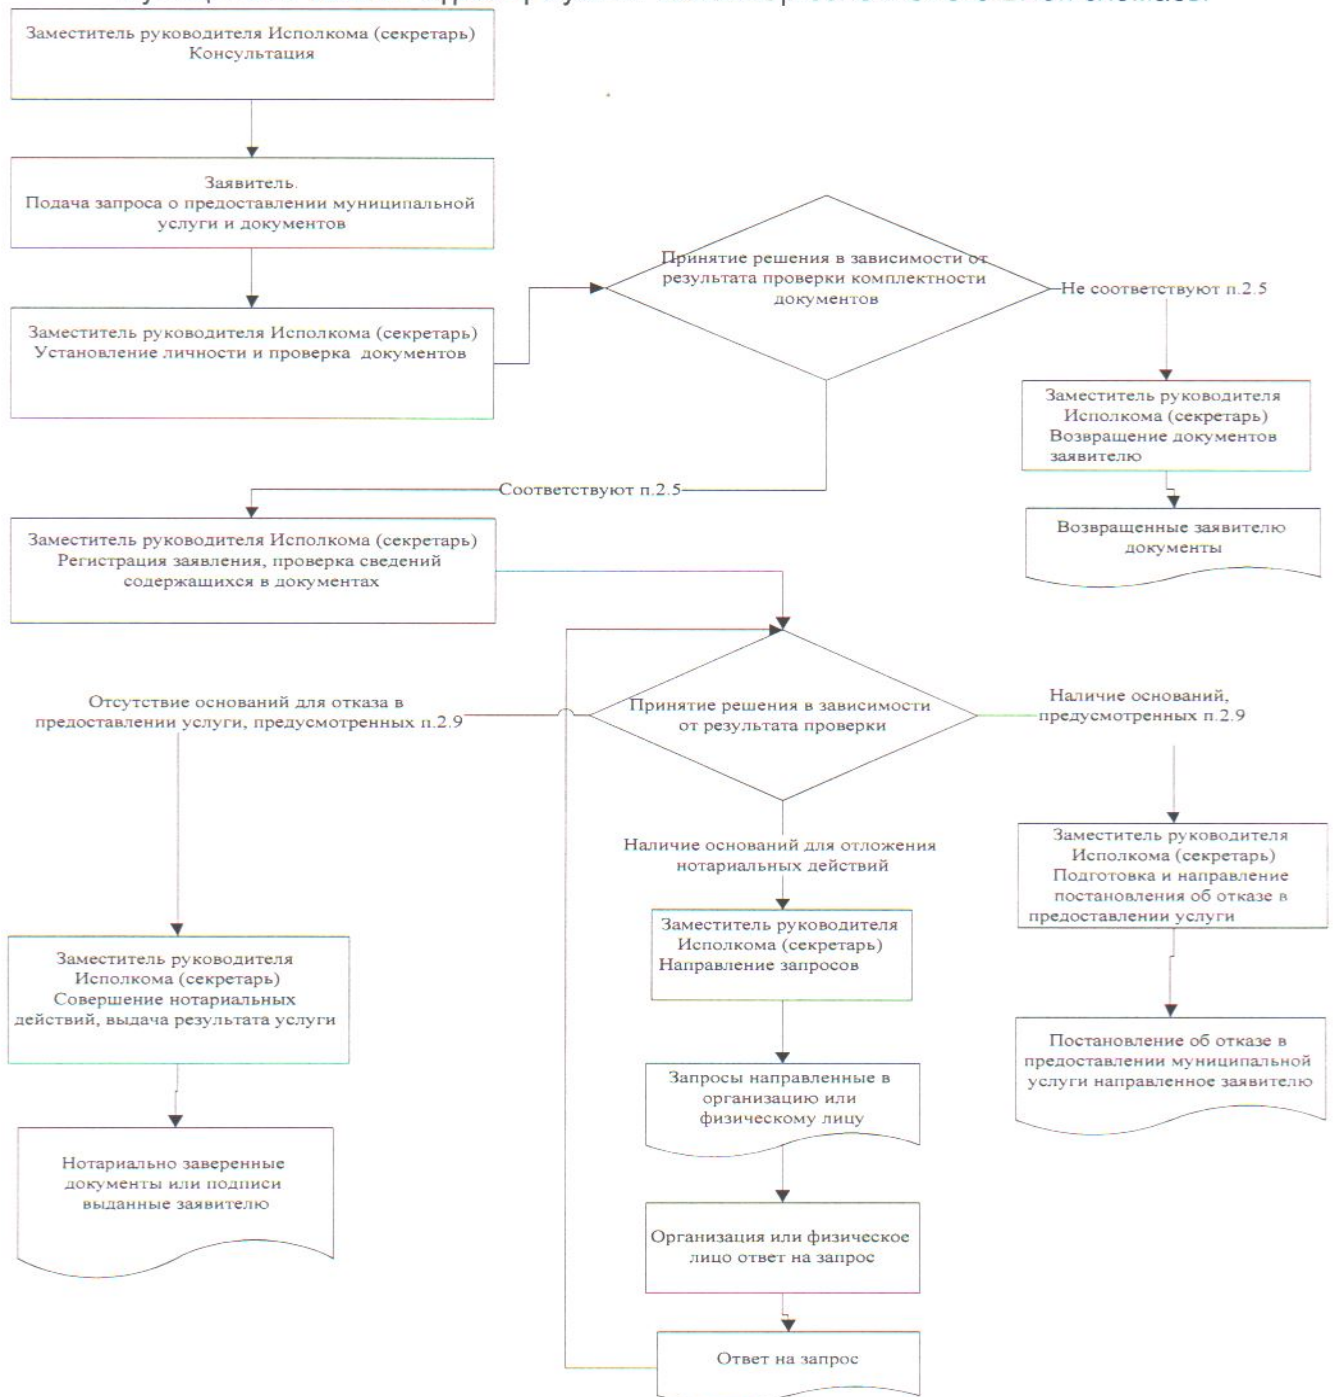 Заместитель руководителя Исполкома (секретарь)
Консультация
Заявитель.
Подача запроса о предоставлении муниципальной
услуги и документов
Заместитель руководителя Исполкома (секретарь)
Установление личности и проверка документов
Принятие решения в зависимости от
результата проверки комплектности
документов
Не соответствуют п.2.5
Заместитель руководителя
Исполкома (секретарь)
Возвращение документов
заявителю
Возвращенные заявителю
документы
Соответствуют п.2.5
Заместитель руководителя Исполкома (секретарь)
Регистрация заявления, проверка сведений
содержащихся в документах
Отсутствие оснований для отказа в
предоставлении услуги, предусмотренных п.2.9
Принятие решения в зависимости
от результата проверки
Наличие оснований,
предусмотренных п.2.9
Наличие оснований для отложения
нотариальных действий
Заместитель руководителя
Исполкома (секретарь)
Подготовка и направление
постановления об отказе в
предоставлении услуги
Заместитель руководителя
Исполкома (секретарь)
Направление запросов
Заместитель руководителя
Исполкома (секретарь)
Совершение нотариальных
действий, выдача результата услуги
Постановление об отказе в
предоставлении муниципальной
услуги направленное заявителю
Запросы направленные в
организацию или
физическому лицу
Нотариально заверенные
документы или подписи
выданные заявителю
Организация или физическое
лицо ответ на запрос
Ответ на запрос